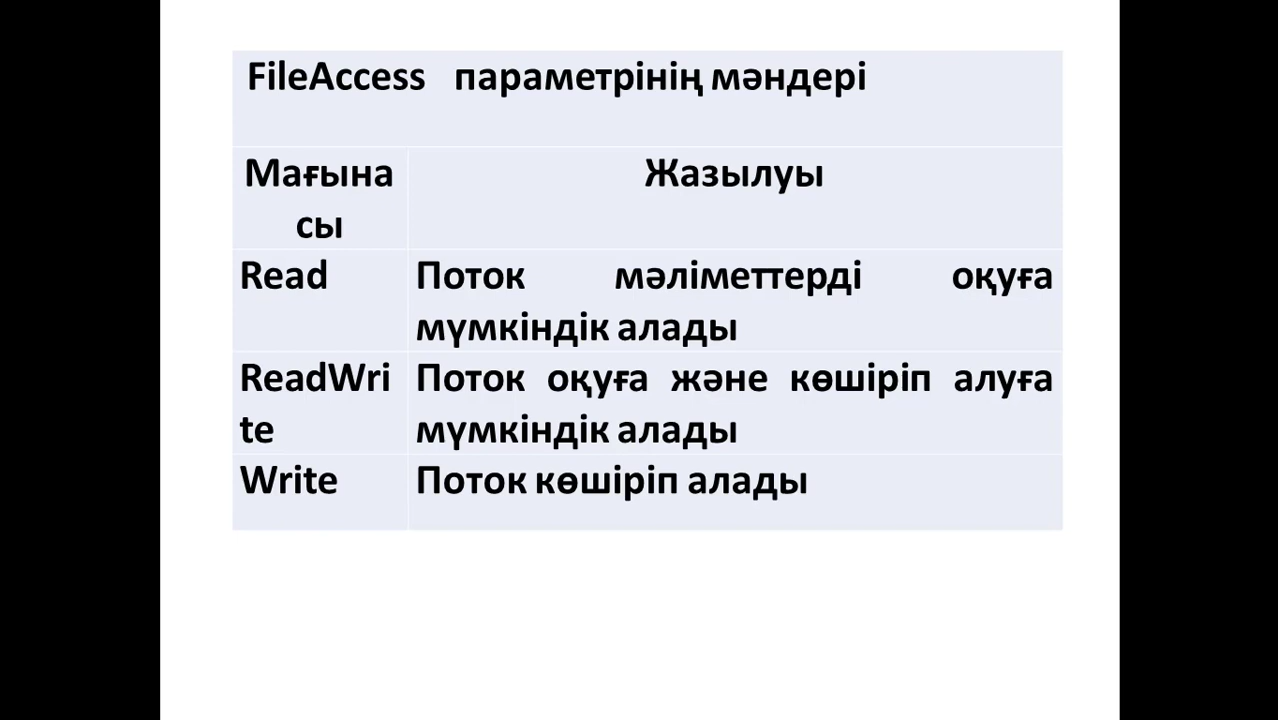 FileAccess параметрінің мәндері
Мағына
сы
Жазылуы
Read
Поток мәліметтерді оқуға
мүмкіндік алады
ReadWri
te
Поток оқуға және көшіріп алуға
мүмкіндік алады
Write
Поток көшіріп алады